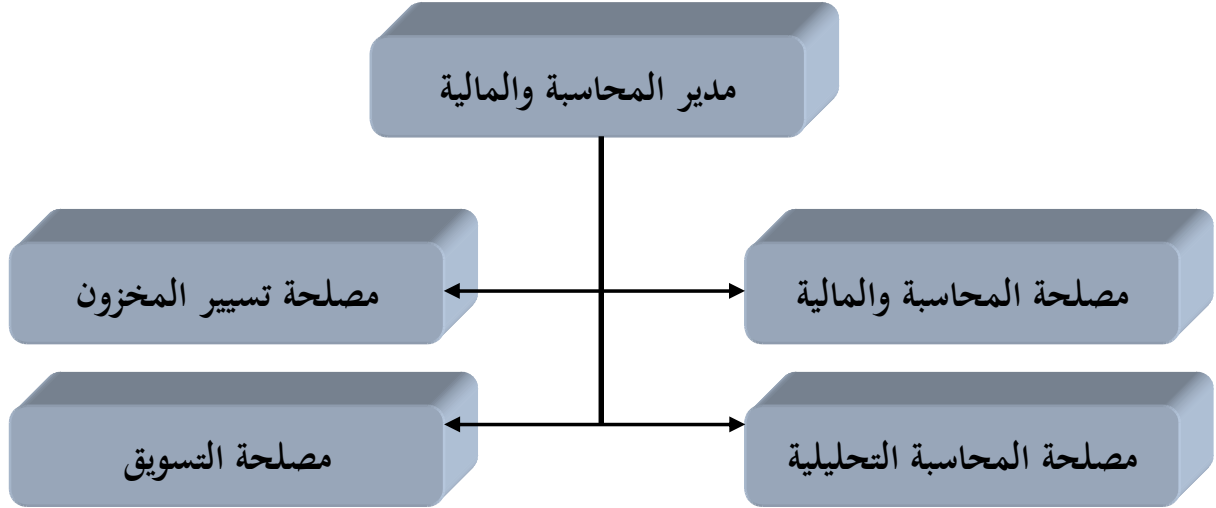 مدير المحاسبة والمالية
مصلحة المحاسبة والمالية
مصلحة تسيير المخزون
مصلحة المحاسبة التحليلية
مصلحة التسويق